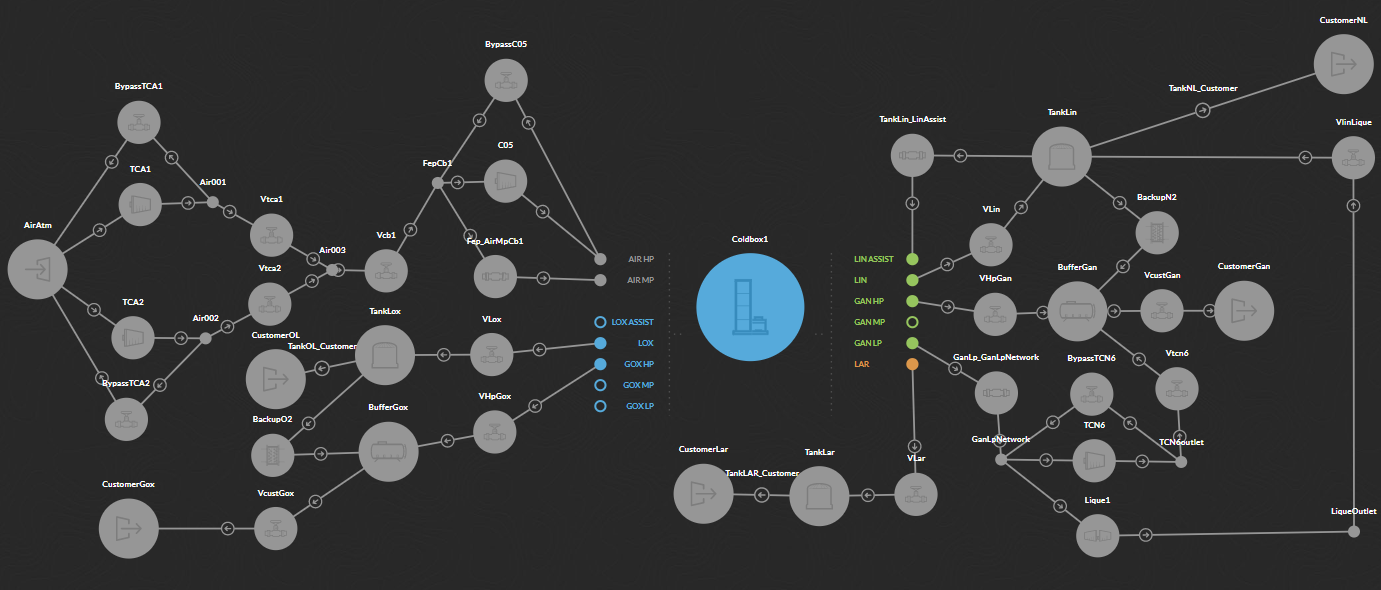 CustomerNL
BypassC05
BypassTCA1
TankNL_Customer
TankLin
TankLin_LinAssist
VlinLique
C05
FepCb1
TCA1
Air001
Vtca1
BackupN2
VLin
AirAtm
Vcb1
Fep_AirMpCb1
Coldbox1
Air003
AIR HP
LIN ASSIST
Vtca2
BufferGan
CustomerGan
VHpGan
VcustGan
AIR MP
LIN
TCA2
GAN HP
TankLox
VLox
Air002
LOX ASSIST
GAN MP
CustomerOL
TankOL_Customer
LOX
GAN LP
GanLp_GanLpNetwork
BypassTCN6
Vtcn6
GOX HP
LAR
BypassTCA2
GOX MP
VHpGox
BufferGox
GOX LP
BackupO2
TCN6
GanLpNetwork
TCN6outlet
CustomerLar
TankLar
VLar
TankLAR_Customer
CustomerGox
VcustGox
Lique1
LiqueOutlet